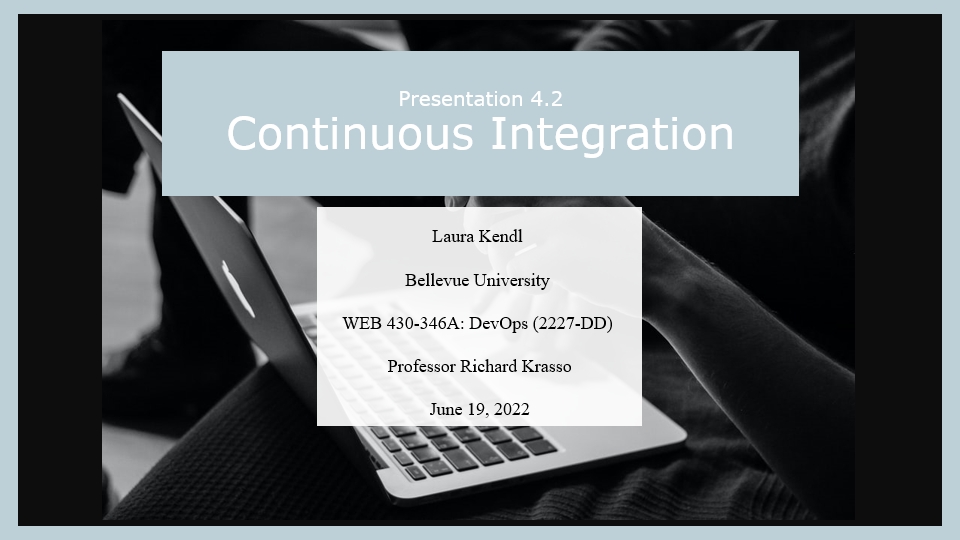 Presentation 4.2
Continuous Integration
Laura Kendl
Bellevue University
WEB 430-346A: DevOps (2227-DD)
Professor Richard Krasso
June 19, 2022